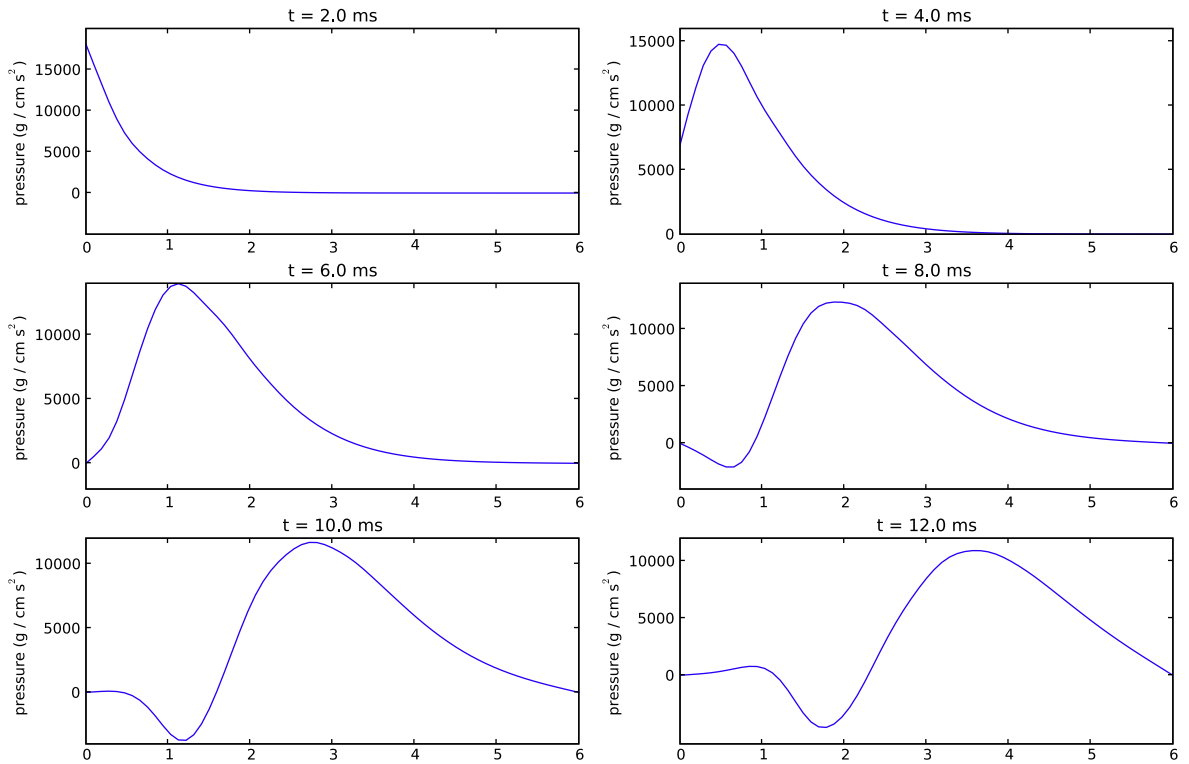 t = 2.0 ms
pressure (g / cm s²)
15000
10000
5000
0
0 1 2 3 4 5 6
t = 4.0 ms
pressure (g / cm s²)
15000
10000
5000
0
0 1 2 3 4 5 6
t = 6.0 ms
pressure (g / cm s²)
10000
5000
0
0 1 2 3 4 5 6
t = 8.0 ms
pressure (g / cm s²)
10000
5000
0
0 1 2 3 4 5 6
t = 10.0 ms
pressure (g / cm s²)
10000
5000
0
0 1 2 3 4 5 6
t = 12.0 ms
pressure (g / cm s²)
10000
5000
0
0 1 2 3 4 5 6